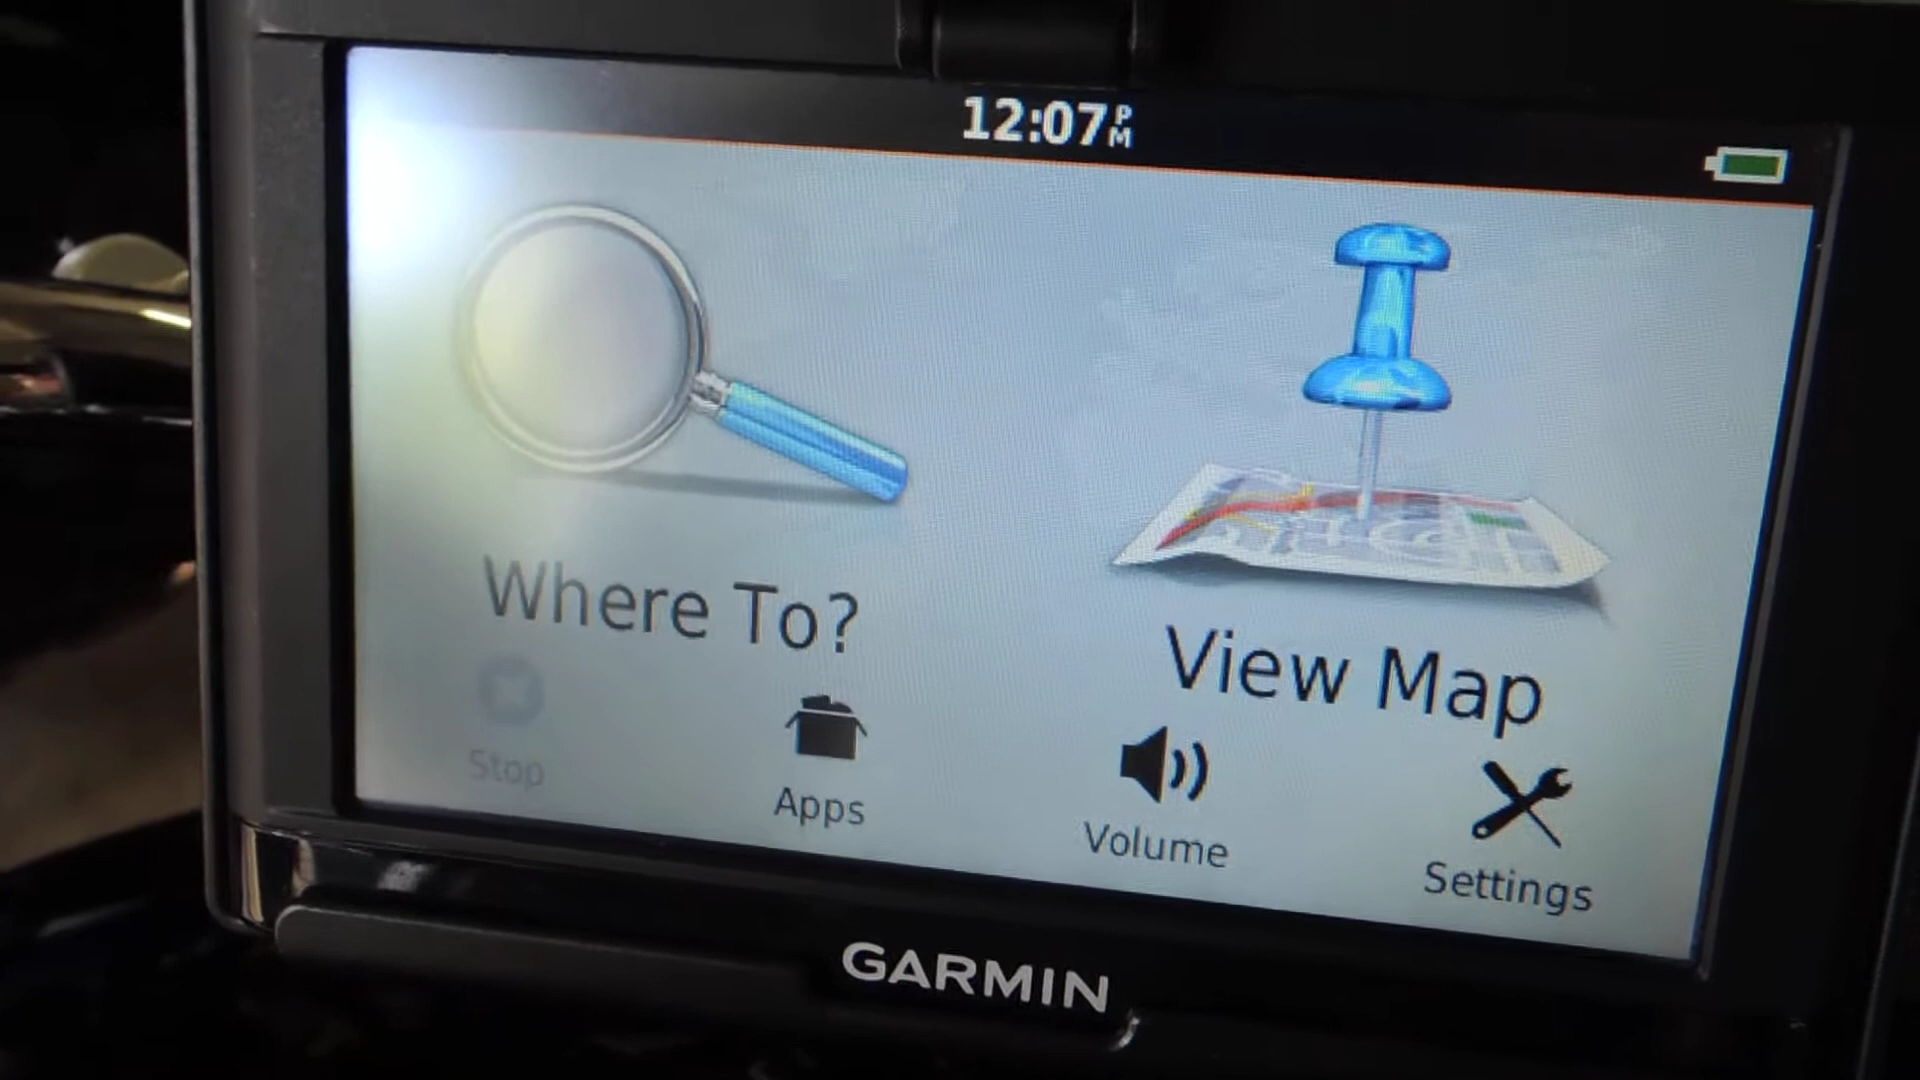 12:07PM
Where To?
View Map
Stop
Apps
Volume
Settings
GARMIN